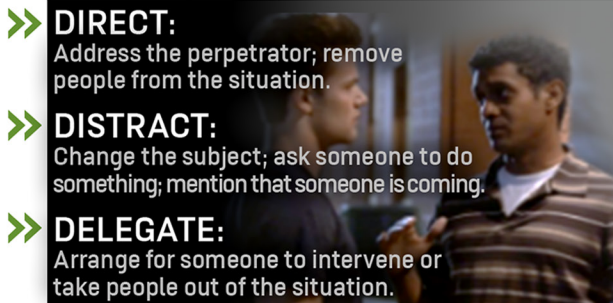 DIRECT:
Address the perpetrator; remove
people from the situation.
DISTRACT:
Change the subject; ask someone to do
something; mention that someone is coming.
DELEGATE:
Arrange for someone to intervene or
take people out of the situation.